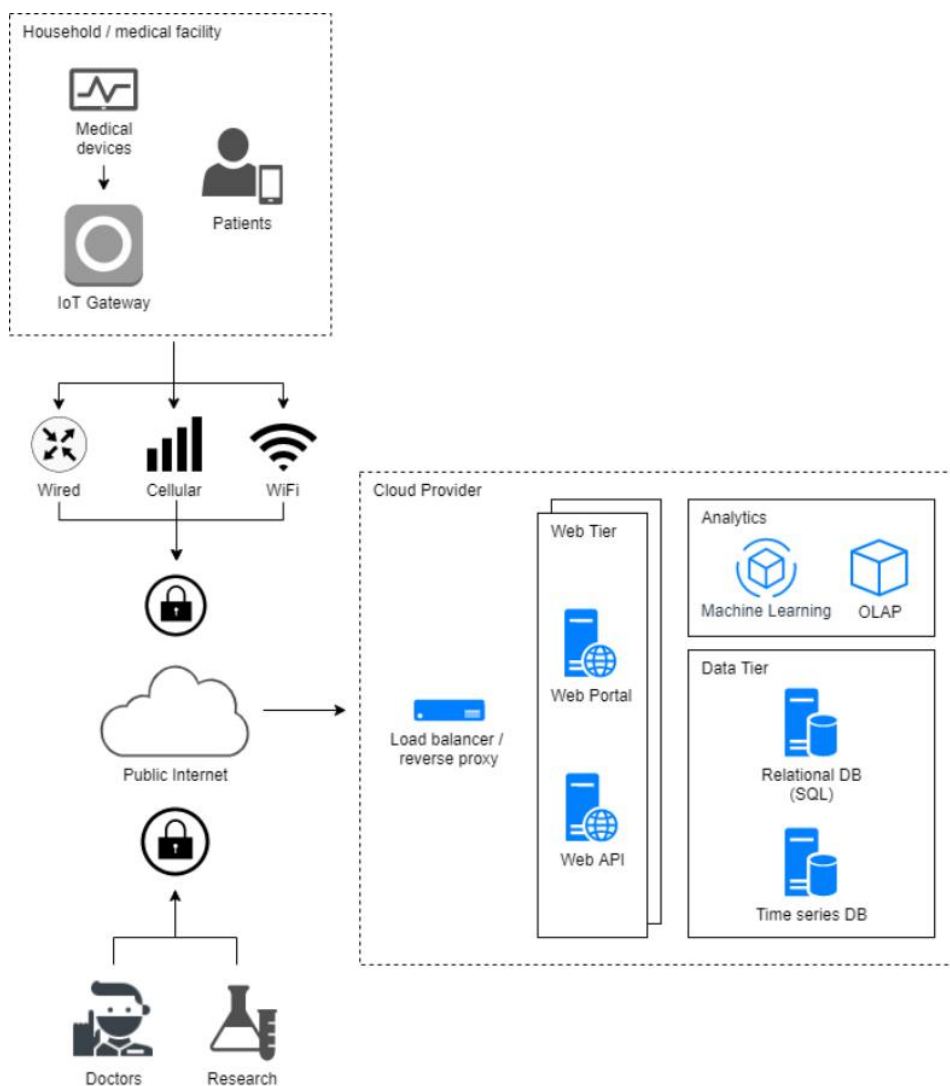 Household / medical facility
Medical
devices
Patients
IoT Gateway
Wired
Cellular
WiFi
Public Internet
Doctors
Research
Cloud Provider
Load balancer /
reverse proxy
Web Tier
Web Portal
Web API
Analytics
Machine Learning
OLAP
Data Tier
Relational DB
(SQL)
Time series DB